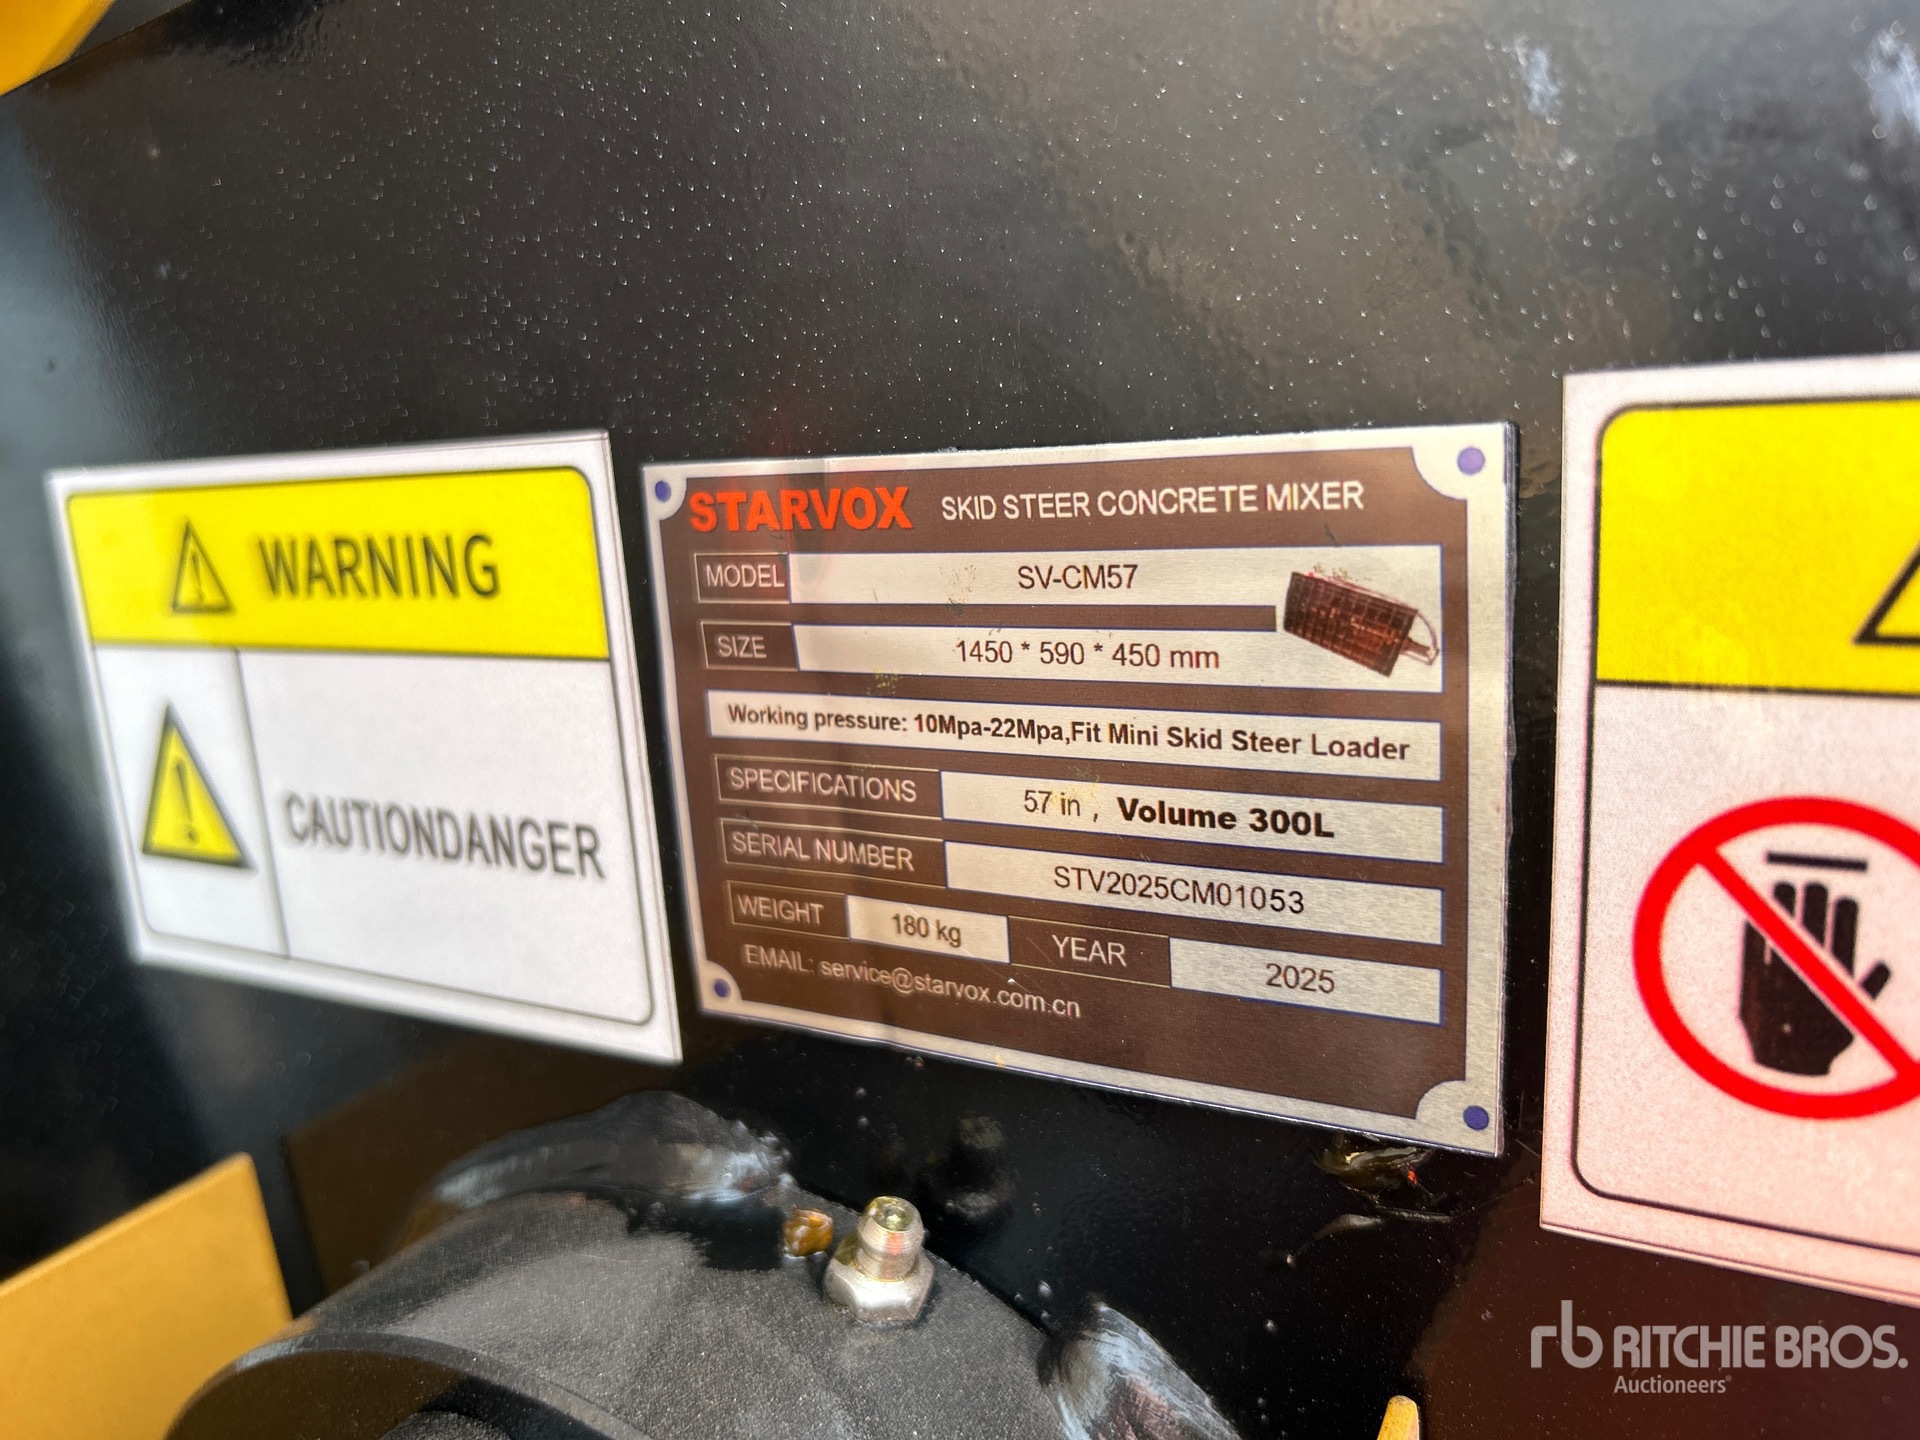 WARNING
CAUTIONDANGER
STARVOX SKID STEER CONCRETE MIXER
MODEL SV-CM57
SIZE 1450 * 590 * 450 mm
Working pressure: 10Mpa-22Mpa,Fit Mini Skid Steer Loader
SPECIFICATIONS 57 in , Volume 300L
SERIAL NUMBER STV2025CM01053
WEIGHT 180 kg YEAR 2025
EMAIL: service@starvox.com.cn
rb RITCHIE BROS.
Auctioneers